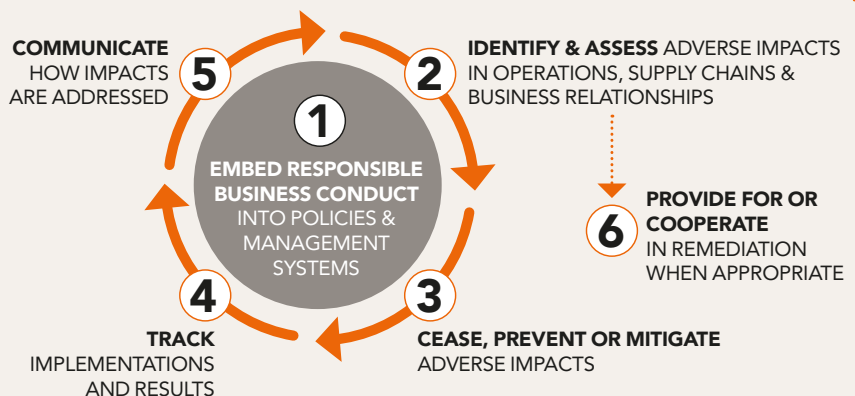 1
EMBED RESPONSIBLE
BUSINESS CONDUCT
INTO POLICIES &
MANAGEMENT
SYSTEMS
2
IDENTIFY & ASSESS ADVERSE IMPACTS
IN OPERATIONS, SUPPLY CHAINS &
BUSINESS RELATIONSHIPS
3
CEASE, PREVENT OR MITIGATE
ADVERSE IMPACTS
4
TRACK
IMPLEMENTATIONS
AND RESULTS
5
COMMUNICATE
HOW IMPACTS
ARE ADDRESSED
6
PROVIDE FOR OR
COOPERATE
IN REMEDIATION
WHEN APPROPRIATE